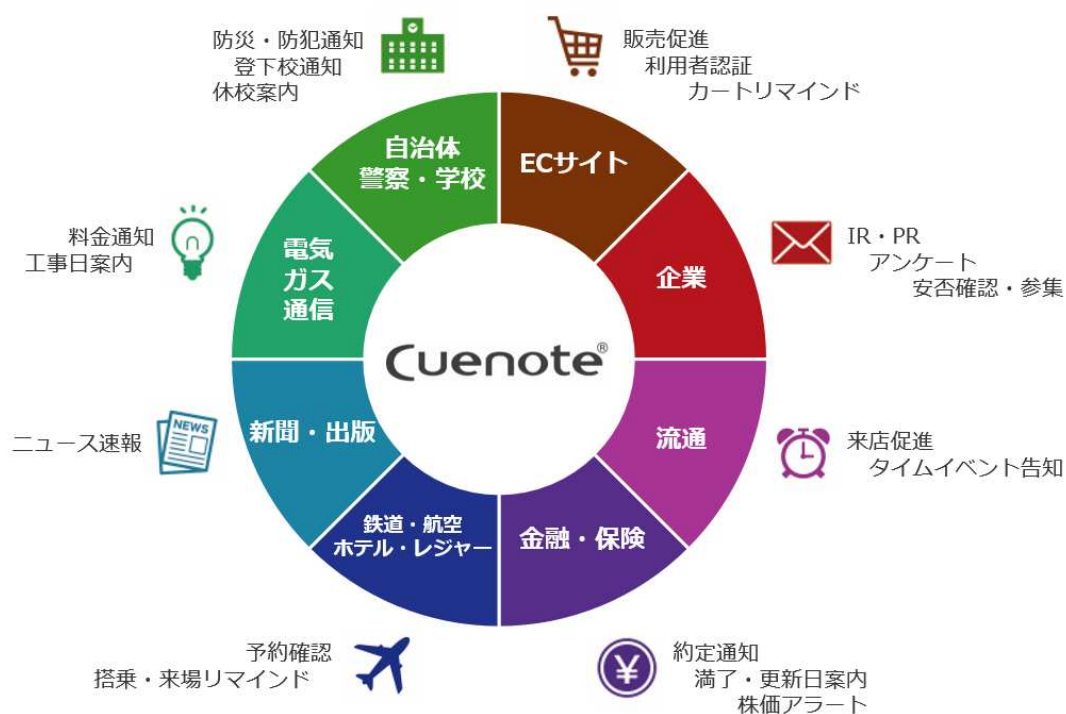 防災・防犯通知
登下校通知
休校案内
販売促進
利用者認証
カートリマインド
自治体
警察・学校
ECサイト
料金通知
工事日案内
電気
ガス
通信
企業
IR・PR
アンケート
安否確認・参集
Cuenote®
ニュース速報
NEWS
新聞・出版
流通
来店促進
タイムイベント告知
鉄道・航空
ホテル・レジャー
金融・保険
予約確認
搭乗・来場リマインド
¥
約定通知
満了・更新日案内
株価アラート